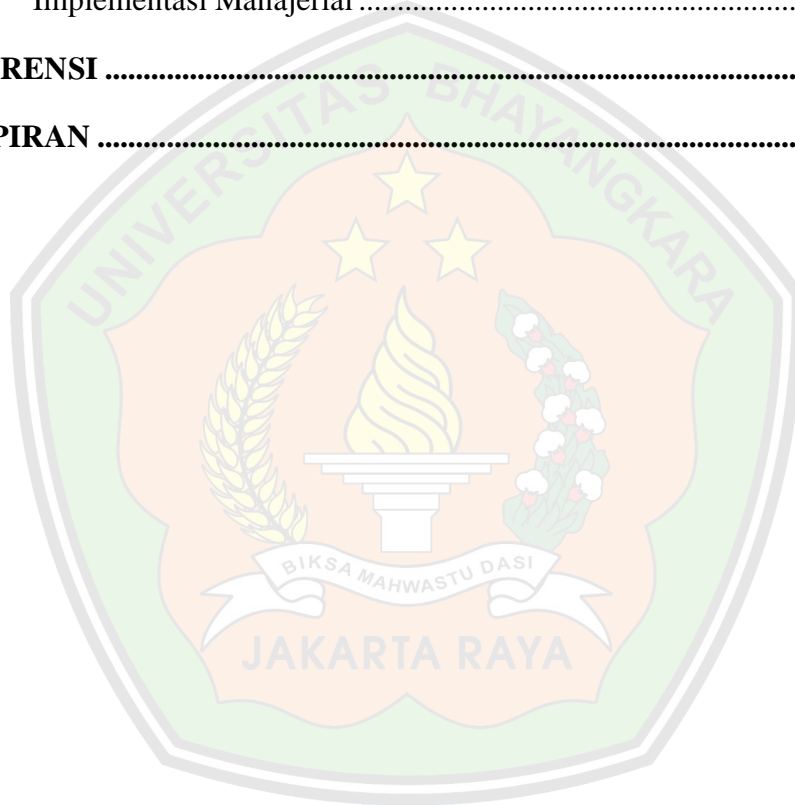 Implementasi Manajerial ..........................................................
RENSI ..............................................................................................
PIRAN ...............................................................................................
UNIVERSITAS BHAYANGKARA
BIKSA MAHWASTU DASI
JAKARTA RAYA